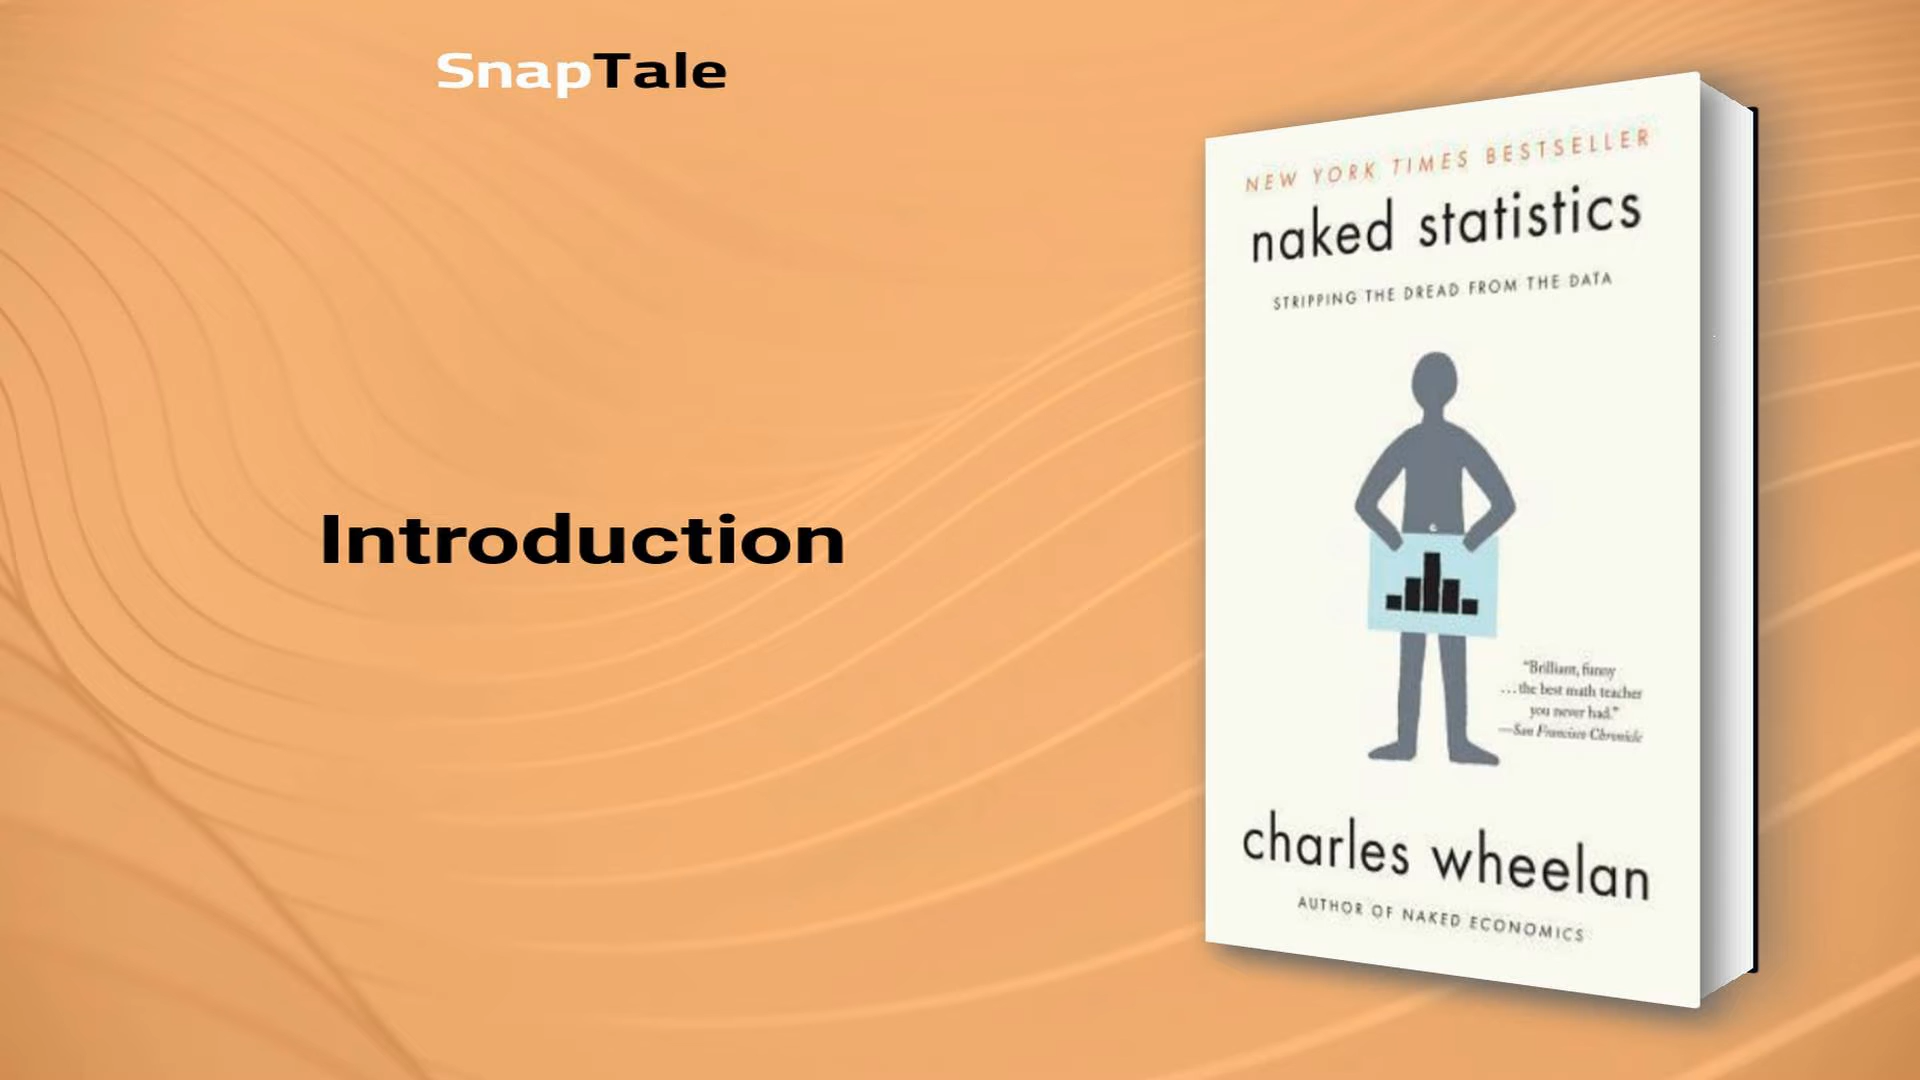 SnapTale
Introduction
NEW YORK TIMES BESTSELLER
naked statistics
STRIPPING THE DREAD FROM THE DATA
"Brilliant, funny
...the best math teacher
you never had."
—San Francisco Chronicle
charles wheelan
AUTHOR OF NAKED ECONOMICS